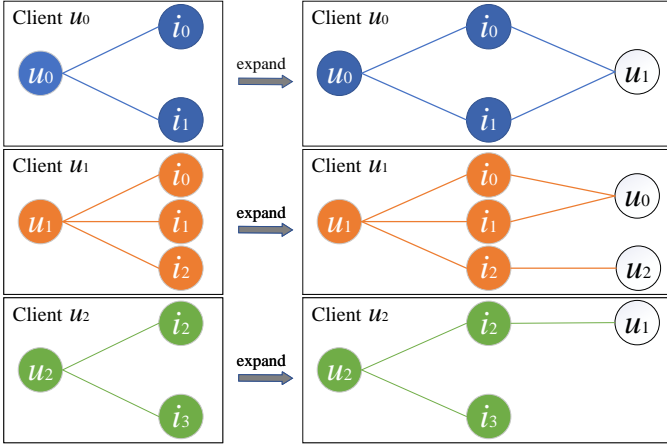 Client u0
u0
i0
i1
expand
Client u0
u0
i0
i1
u1
Client u1
u1
i0
i1
i2
expand
Client u1
u1
i0
i1
i2
u0
u2
Client u2
u2
i2
i3
expand
Client u2
u2
i2
i3
u1